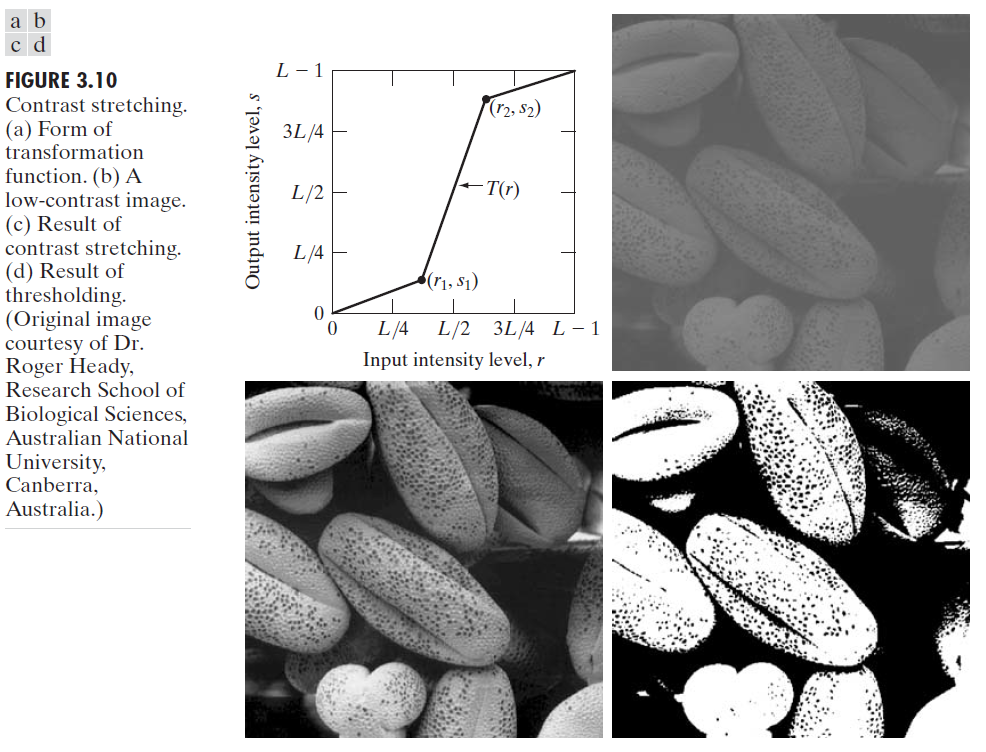 a b
c d
FIGURE 3.10
Contrast stretching.
(a) Form of
transformation
function. (b) A
low-contrast image.
(c) Result of
contrast stretching.
(d) Result of
thresholding.
(Original image
courtesy of Dr.
Roger Heady,
Research School of
Biological Sciences,
Australian National
University,
Canberra,
Australia.)
Output intensity level, s
L − 1
3L/4
L/2
L/4
0
(r₂, s₂)
T(r)
(r₁, s₁)
0 L/4 L/2 3L/4 L − 1
Input intensity level, r